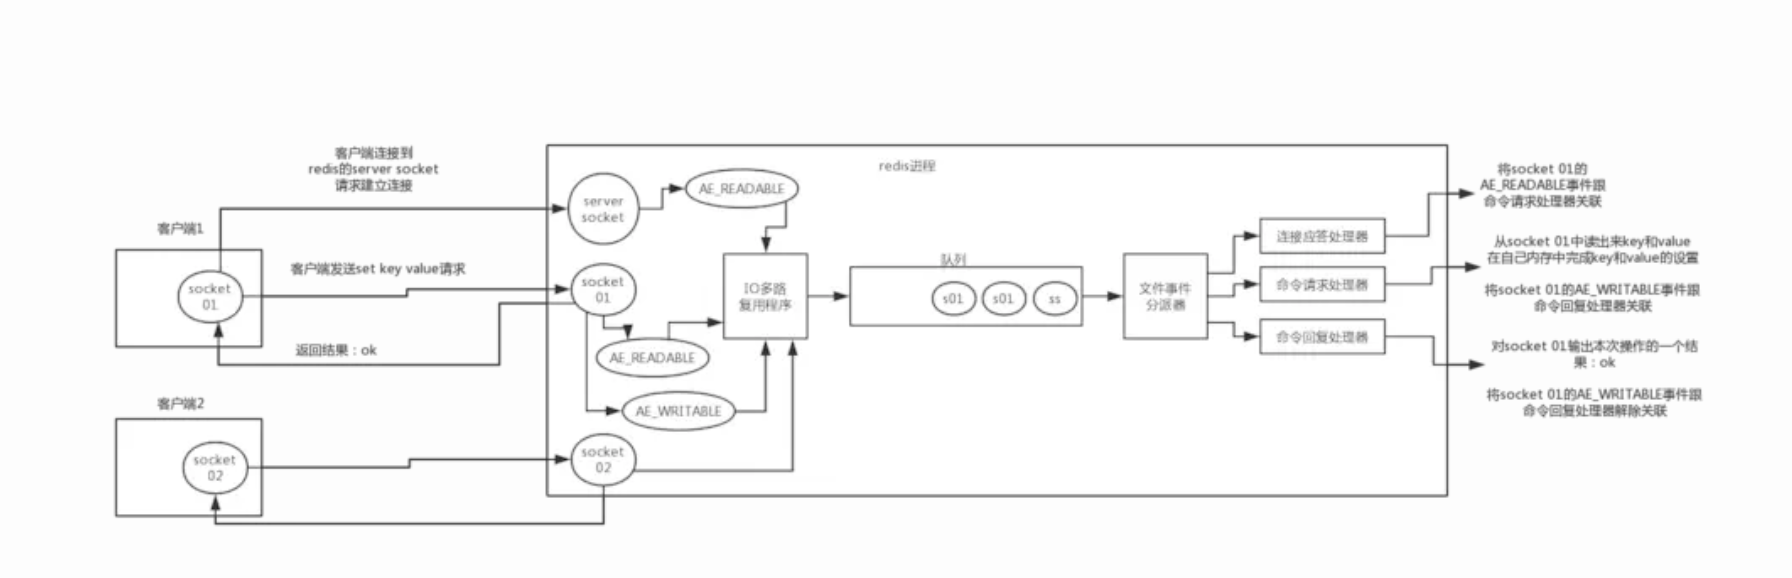 客户端连接到
redis的server socket
请求建立连接
客户端1
socket
01
客户端发送set key value请求
返回结果：ok
客户端2
socket
02
redis进程
server
socket
AE_READABLE
socket
01
AE_READABLE
AE_WRITABLE
socket
02
IO多路
复用程序
队列
s01
s01
ss
文件事件
分派器
连接应答处理器
命令请求处理器
命令回复处理器
将socket 01的
AE_READABLE事件跟
命令请求处理器关联
从socket 01中读出来key和value
在自己内存中完成key和value的设置
将socket 01的AE_WRITABLE事件跟
命令回复处理器关联
对socket 01输出本次操作的一个结
果：ok
将socket 01的AE_WRITABLE事件跟
命令回复处理器解除关联